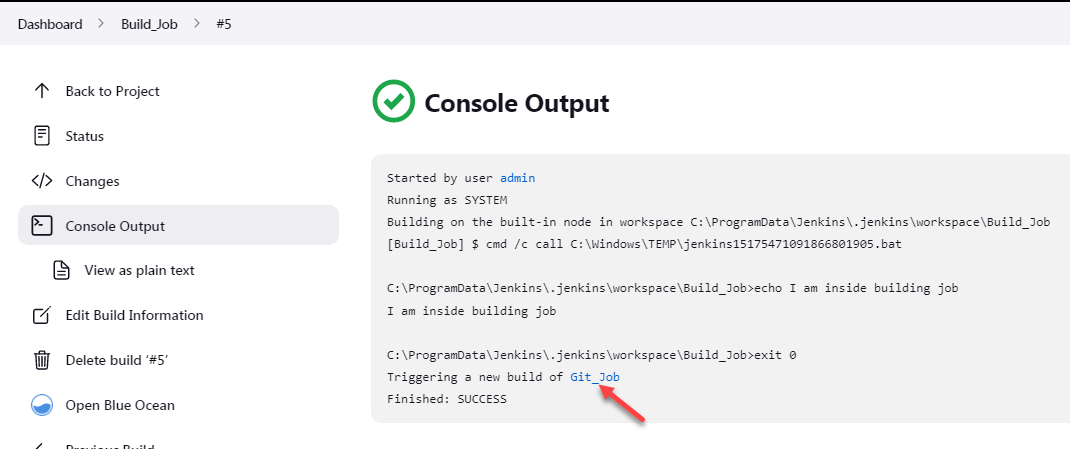 Dashboard > Build_Job > #5
Back to Project
Status
Changes
Console Output
View as plain text
Edit Build Information
Delete build ‘#5’
Open Blue Ocean
Previous Build
Console Output
Started by user admin
Running as SYSTEM
Building on the built-in node in workspace C:\ProgramData\Jenkins\.jenkins\workspace\Build_Job
[Build_Job] $ cmd /c call C:\Windows\TEMP\jenkins15175471091866801905.bat
C:\ProgramData\Jenkins\.jenkins\workspace\Build_Job>echo I am inside building job
I am inside building job
C:\ProgramData\Jenkins\.jenkins\workspace\Build_Job>exit 0
Triggering a new build of Git_Job
Finished: SUCCESS